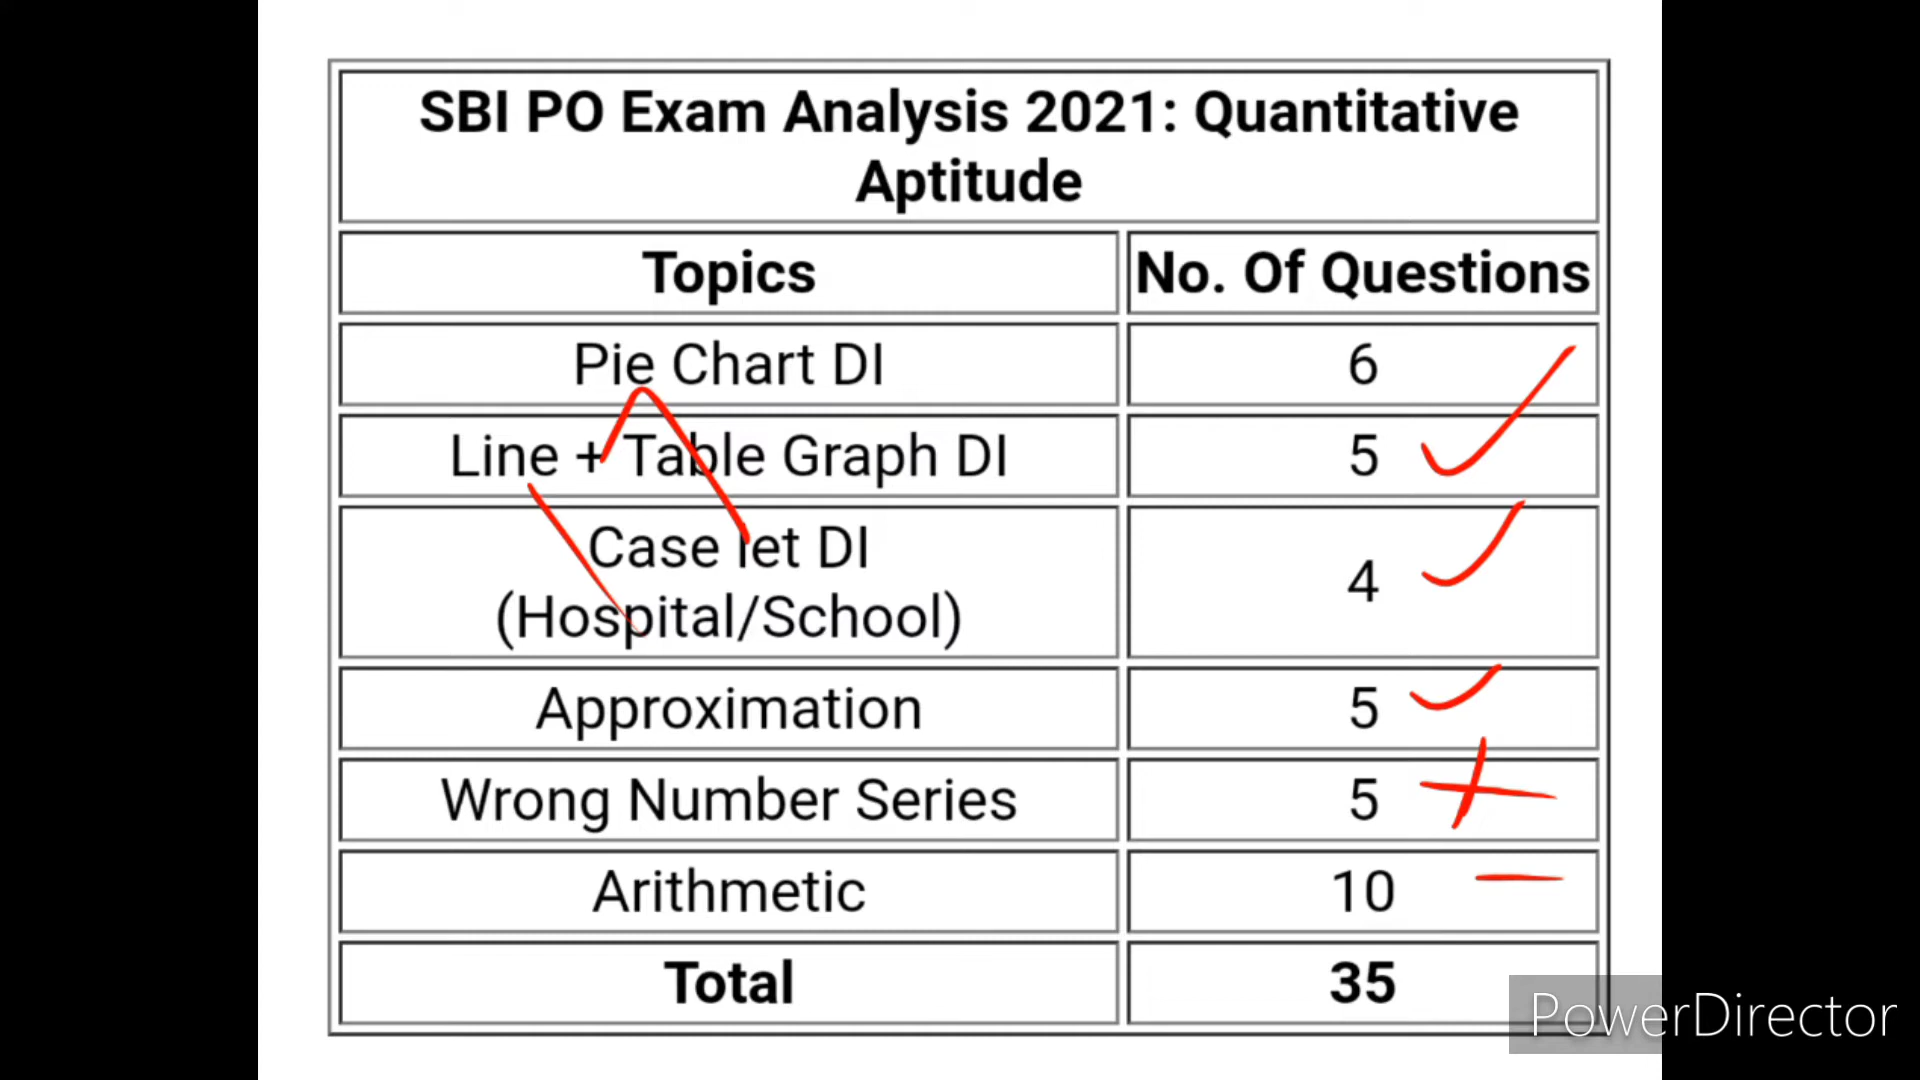 SBI PO Exam Analysis 2021: Quantitative
Aptitude
Topics No. Of Questions
Pie Chart DI 6
Line + Table Graph DI 5
Case let DI
(Hospital/School) 4
Approximation 5
Wrong Number Series 5
Arithmetic 10
Total 35
PowerDirector